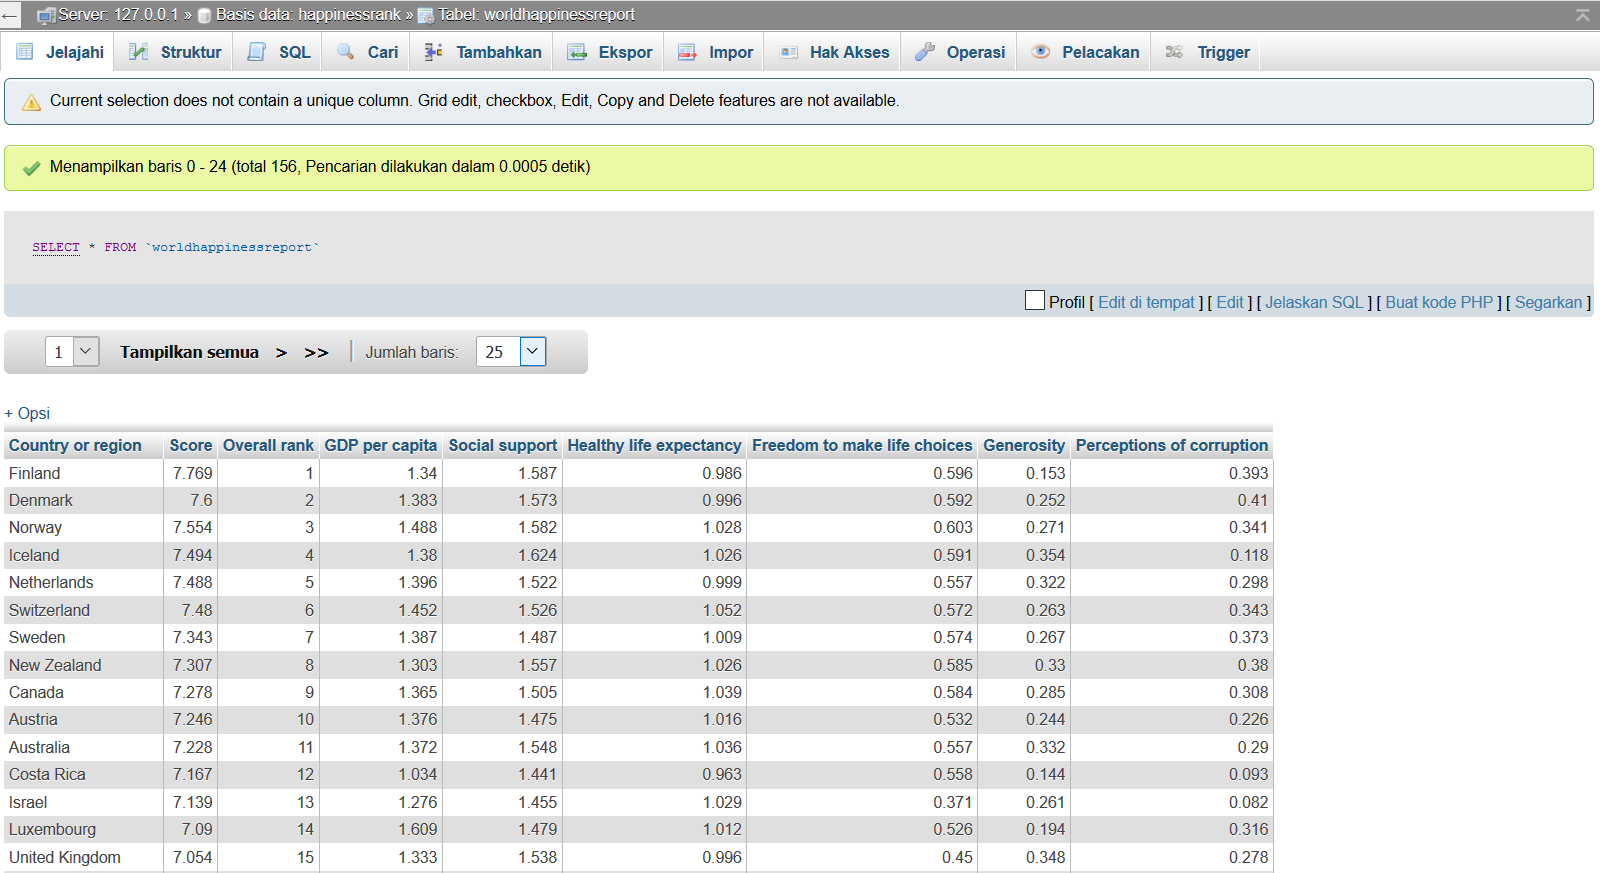 Server: 127.0.0.1 » Basis data: happinessrank » Tabel: worldhappinessreport
Jelajahi Struktur SQL Cari Tambahkan Ekspor Impor Hak Akses Operasi Pelacakan Trigger
Current selection does not contain a unique column. Grid edit, checkbox, Edit, Copy and Delete features are not available.
Menampilkan baris 0 - 24 (total 156, Pencarian dilakukan dalam 0.0005 detik)
SELECT * FROM `worldhappinessreport`
Profil [ Edit di tempat ] [ Edit ] [ Jelaskan SQL ] [ Buat kode PHP ] [ Segarkan ]
1 Tampilkan semua > >> | Jumlah baris: 25
+ Opsi
Country or region Score Overall rank GDP per capita Social support Healthy life expectancy Freedom to make life choices Generosity Perceptions of corruption
Finland 7.769 1 1.34 1.587 0.986 0.596 0.153 0.393
Denmark 7.6 2 1.383 1.573 0.996 0.592 0.252 0.41
Norway 7.554 3 1.488 1.582 1.028 0.603 0.271 0.341
Iceland 7.494 4 1.38 1.624 1.026 0.591 0.354 0.118
Netherlands 7.488 5 1.396 1.522 0.999 0.557 0.322 0.298
Switzerland 7.48 6 1.452 1.526 1.052 0.572 0.263 0.343
Sweden 7.343 7 1.387 1.487 1.009 0.574 0.267 0.373
New Zealand 7.307 8 1.303 1.557 1.026 0.585 0.33 0.38
Canada 7.278 9 1.365 1.505 1.039 0.584 0.285 0.308
Austria 7.246 10 1.376 1.475 1.016 0.532 0.244 0.226
Australia 7.228 11 1.372 1.548 1.036 0.557 0.332 0.29
Costa Rica 7.167 12 1.034 1.441 0.963 0.558 0.144 0.093
Israel 7.139 13 1.276 1.455 1.029 0.371 0.261 0.082
Luxembourg 7.09 14 1.609 1.479 1.012 0.526 0.194 0.316
United Kingdom 7.054 15 1.333 1.538 0.996 0.45 0.348 0.278